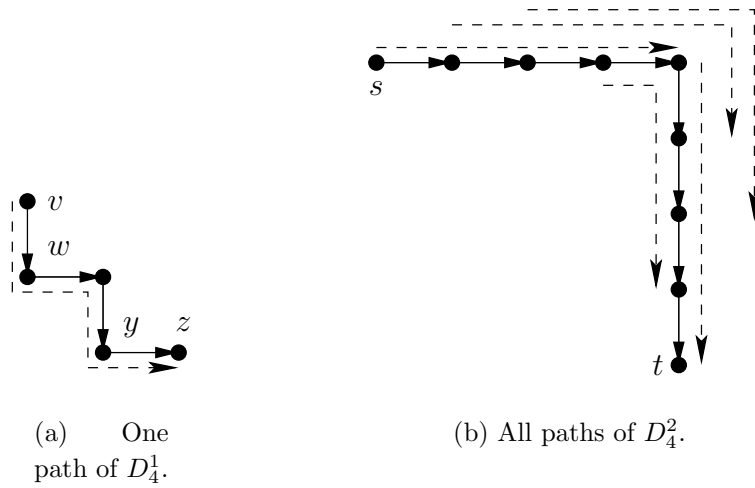 s
v
w
y z
t
(a) One
path of $D_4^1$.
(b) All paths of $D_4^2$.